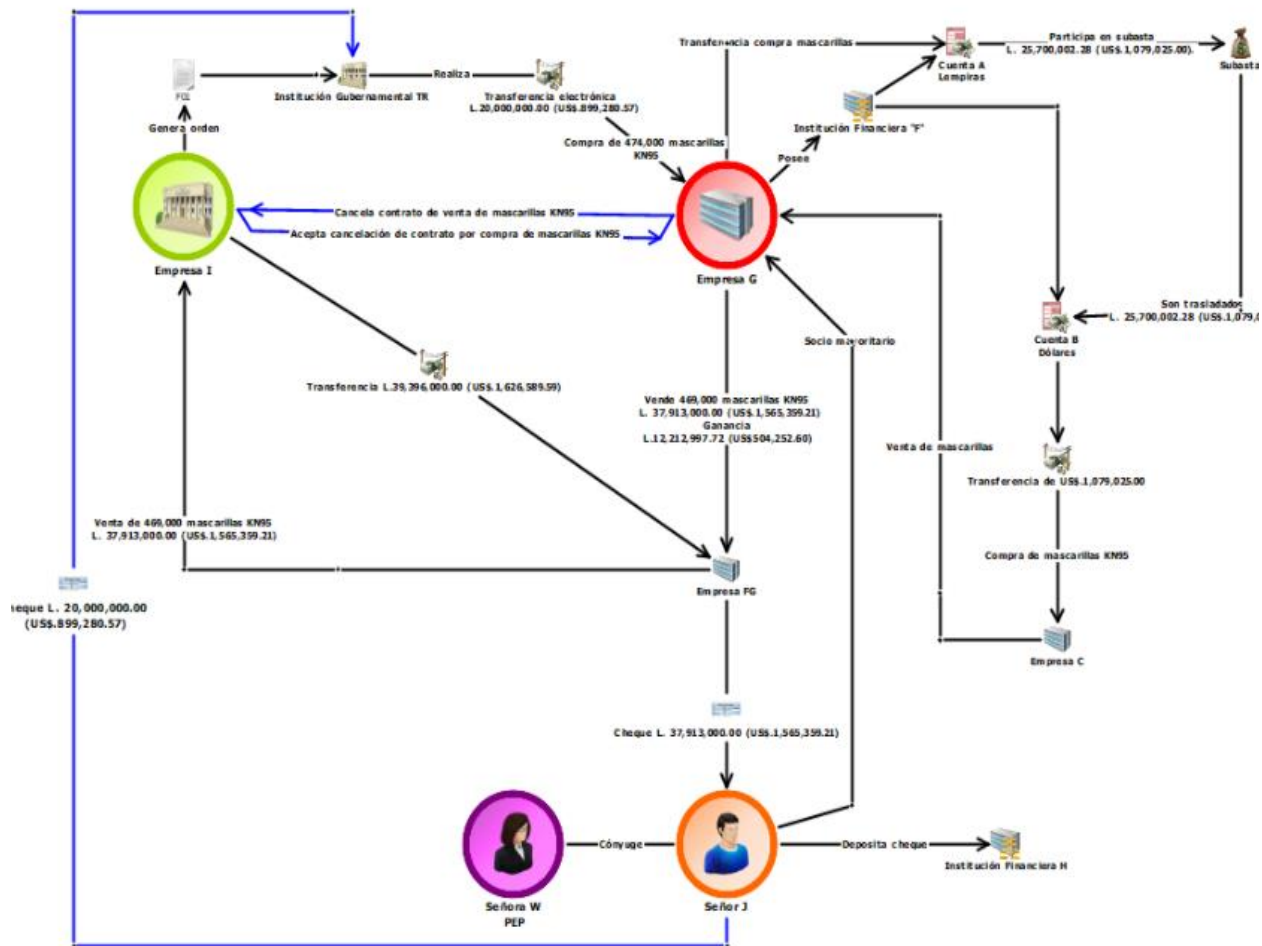 Transferencia compra mascarillas
Cuenta A
Lempiras
Participa en subasta
L. 25,700,002.28 (US$.1,079,025.00).
Subasta
F01
Institución Gubernamental TR
Realiza
Transferencia electrónica
L.20,000,000.00 (US$.899,280.57)
Genera orden
Compra de 474,000 mascarillas
KN95
Institución Financiera "F"
Posee
Cancela contrato de venta de mascarillas KN95
Acepta cancelación de contrato por compra de mascarillas KN95
Empresa I
Empresa G
Son trasladados
L. 25,700,002.28 (US$.1,079,0
Cuenta B
Dólares
Socio mayoritario
Transferencia L.39,396,000.00 (US$.1,626,589.59)
Vende 469,000 mascarillas KN95
L. 37,913,000.00 (US$.1,565,359.21)
Ganancia
L.12,212,997.72 (US$504,252.60)
Venta de mascarillas
Transferencia de US$.1,079,025.00
Venta de 469,000 mascarillas KN95
L. 37,913,000.00 (US$.1,565,359.21)
Compra de mascarillas KN95
Empresa FG
heque L. 20,000,000.00
(US$.899,280.57)
Empresa C
Cheque L. 37,913,000.00 (US$.1,565,359.21)
Cónyuge
Deposita cheque
Institución Financiera H
Señora W
PEP
Señor J